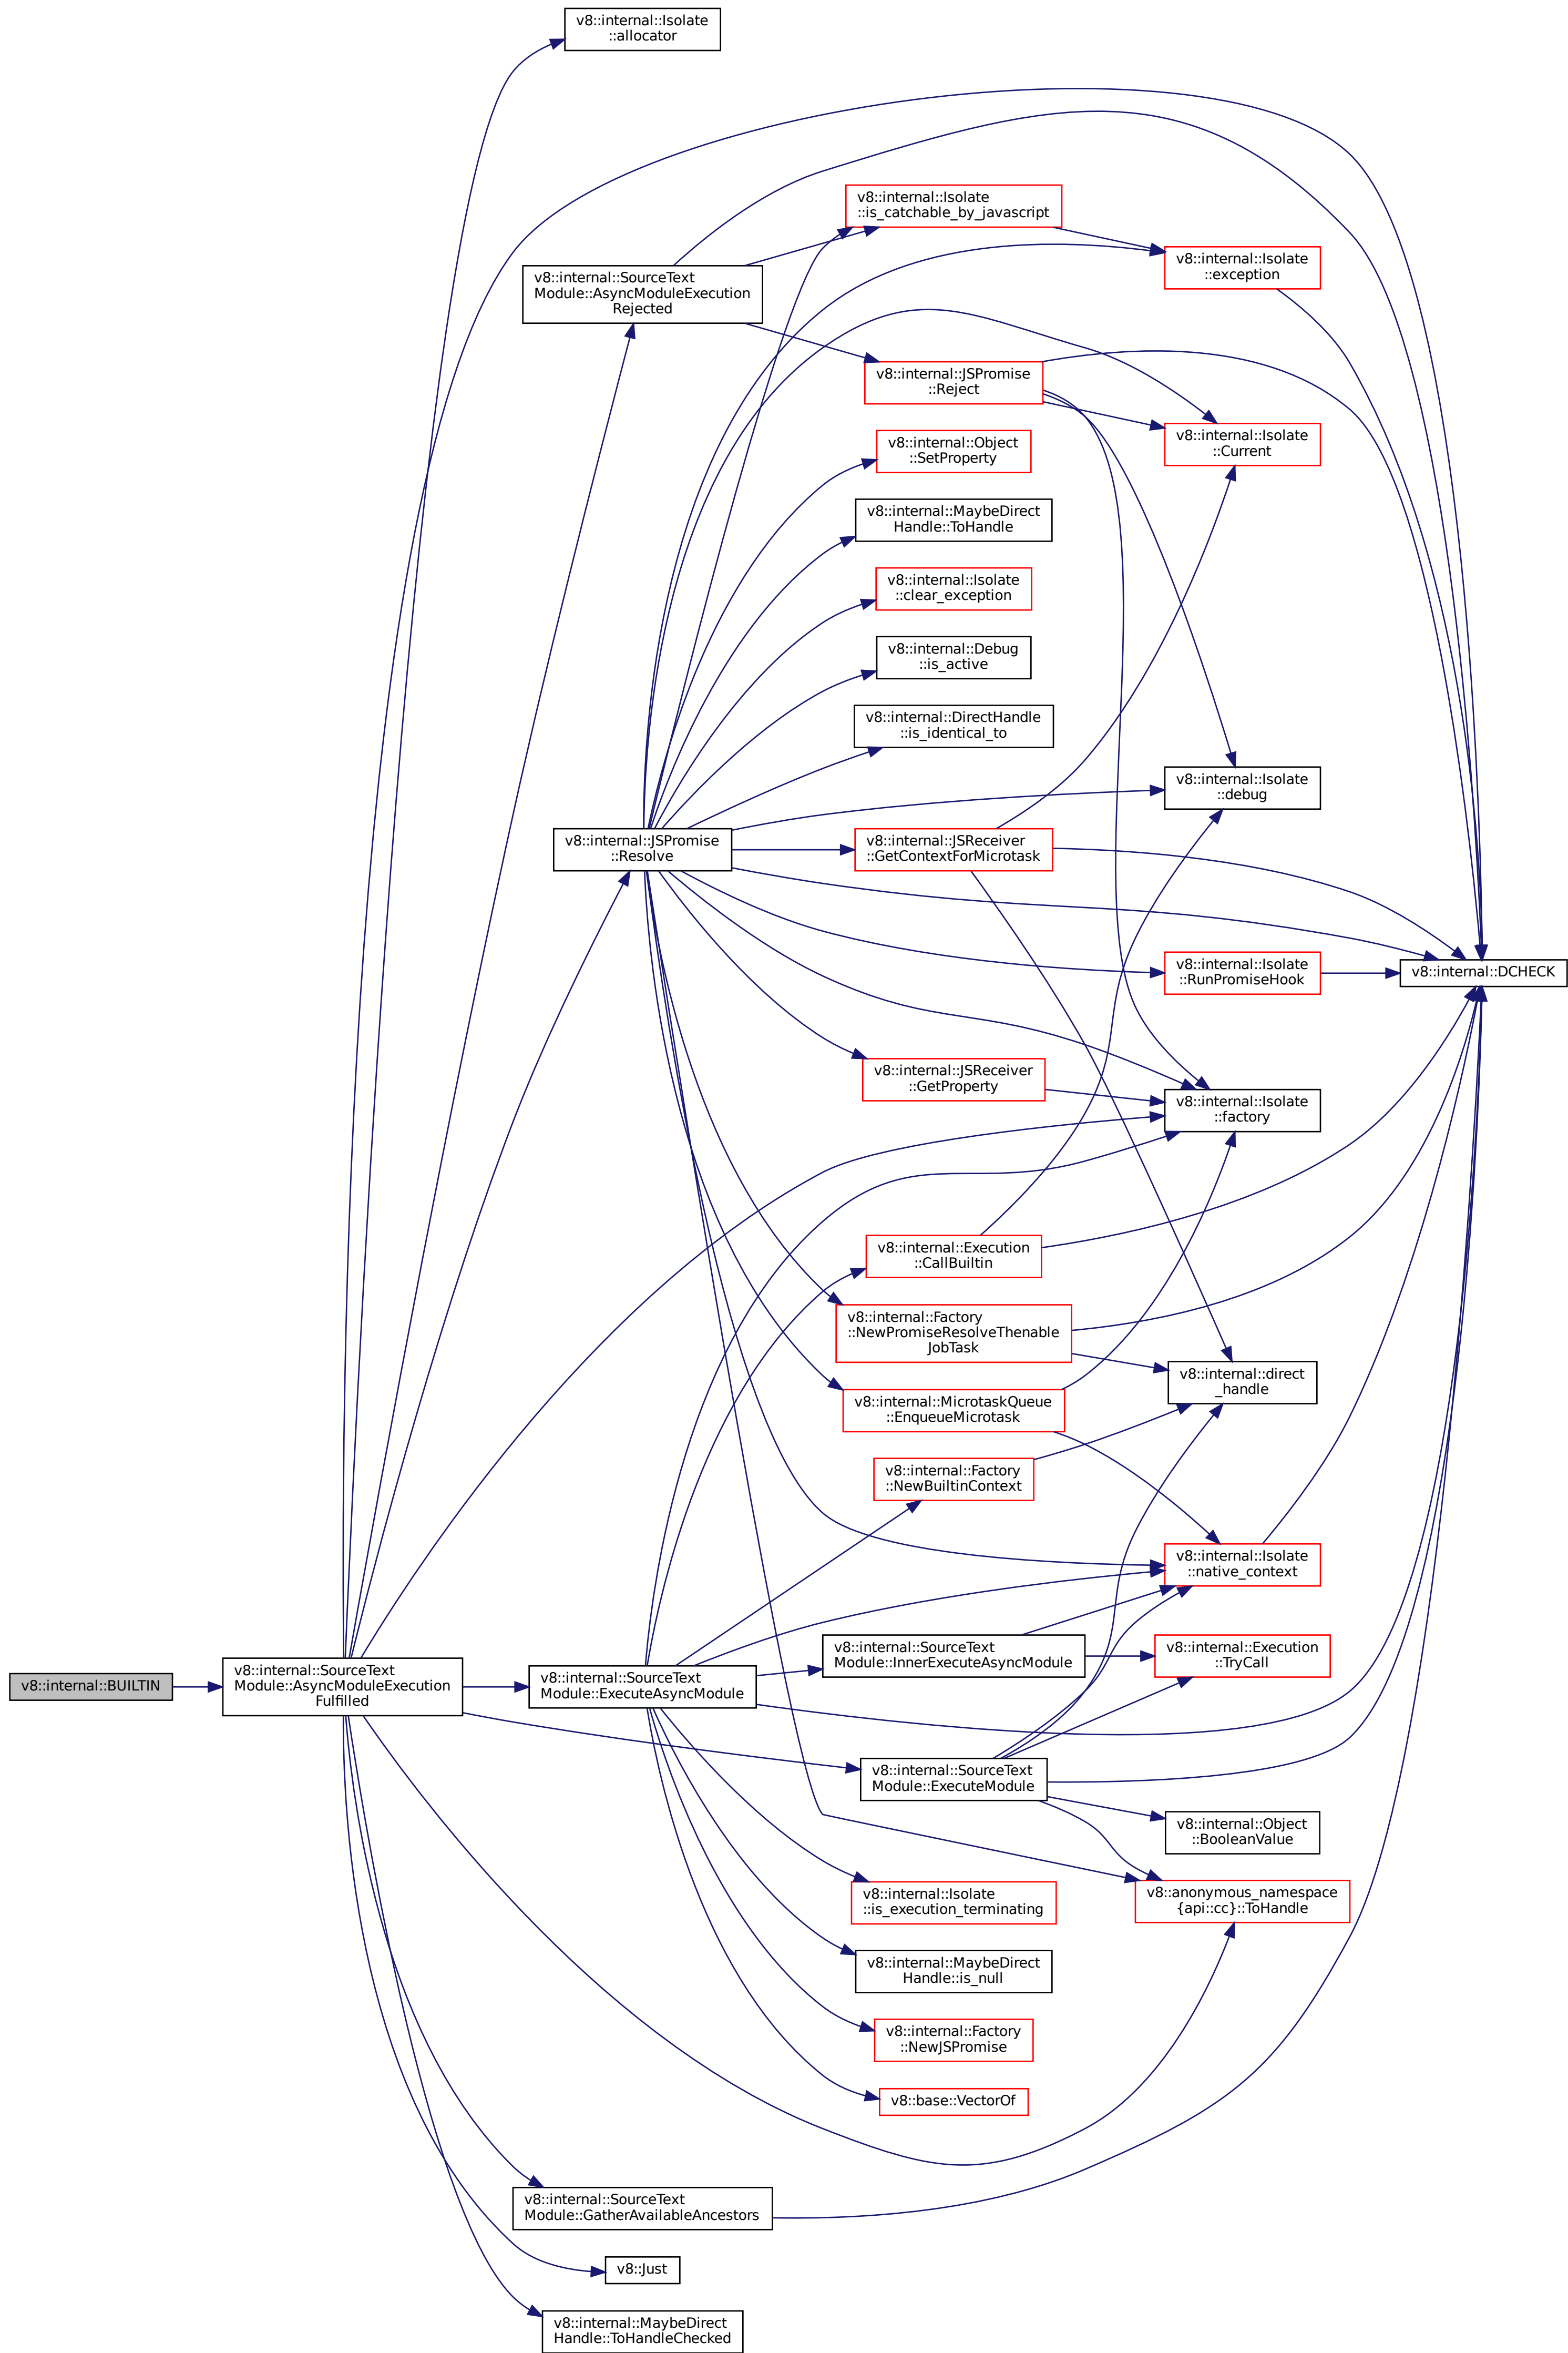 v8::internal::Isolate
::allocator
v8::internal::Isolate
::is_catchable_by_javascript
v8::internal::Isolate
::exception
v8::internal::SourceText
Module::AsyncModuleExecution
Rejected
v8::internal::JSPromise
::Reject
v8::internal::Isolate
::Current
v8::internal::Object
::SetProperty
v8::internal::MaybeDirect
Handle::ToHandle
v8::internal::Isolate
::clear_exception
v8::internal::Debug
::is_active
v8::internal::DirectHandle
::is_identical_to
v8::internal::Isolate
::debug
v8::internal::JSPromise
::Resolve
v8::internal::JSReceiver
::GetContextForMicrotask
v8::internal::Isolate
::RunPromiseHook
v8::internal::DCHECK
v8::internal::JSReceiver
::GetProperty
v8::internal::Isolate
::factory
v8::internal::Execution
::CallBuiltin
v8::internal::Factory
::NewPromiseResolveThenable
JobTask
v8::internal::direct
_handle
v8::internal::MicrotaskQueue
::EnqueueMicrotask
v8::internal::Factory
::NewBuiltinContext
v8::internal::Isolate
::native_context
v8::internal::SourceText
Module::InnerExecuteAsyncModule
v8::internal::Execution
::TryCall
v8::internal::BUILTIN
v8::internal::SourceText
Module::AsyncModuleExecution
Fulfilled
v8::internal::SourceText
Module::ExecuteAsyncModule
v8::internal::SourceText
Module::ExecuteModule
v8::internal::Object
::BooleanValue
v8::internal::Isolate
::is_execution_terminating
v8::anonymous_namespace
{api::cc}::ToHandle
v8::internal::MaybeDirect
Handle::is_null
v8::internal::Factory
::NewJSPromise
v8::base::VectorOf
v8::internal::SourceText
Module::GatherAvailableAncestors
v8::Just
v8::internal::MaybeDirect
Handle::ToHandleChecked